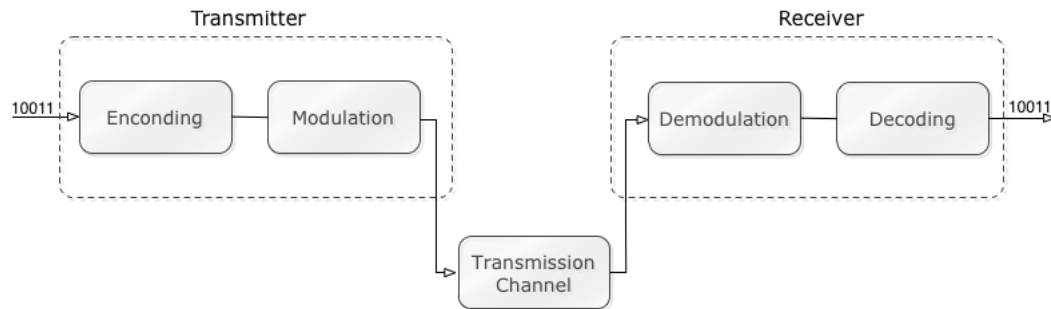 Transmitter
Receiver
10011
Enconding
Modulation
Demodulation
Decoding
10011
Transmission
Channel